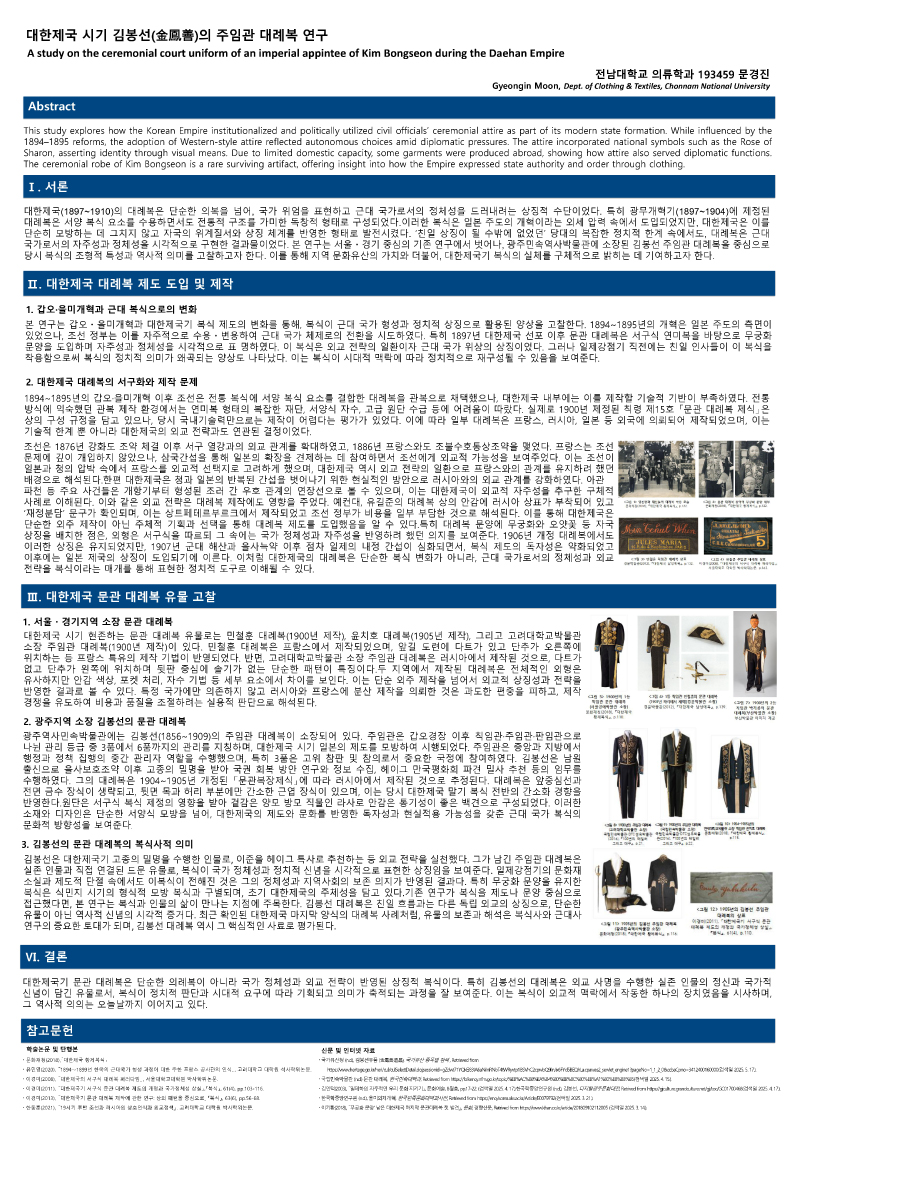 대한제국 시기 김봉선(金鳳善)의 주임관 대례복 연구
A study on the ceremonial court uniform of an imperial appintee of Kim Bongseon during the Daehan Empire
전남대학교 의류학과 193459 문경진
Gyeongin Moon, Dept. of Clothing & Textiles, Chonnam National University
Abstract
This study explores how the Korean Empire institutionalized and politically utilized civil officials' ceremonial attire as part of its modern state formation. While influenced by the
1894–1895 reforms, the adoption of Western-style attire reflected autonomous choices amid diplomatic pressures. The attire incorporated national symbols such as the Rose of
Sharon, asserting identity through visual means. Due to limited domestic capacity, some garments were produced abroad, showing how attire also served diplomatic functions.
The ceremonial robe of Kim Bongseon is a rare surviving artifact, offering insight into how the Empire expressed state authority and order through clothing.
Ⅰ. 서론
대한제국(1897~1910)의 대례복은 단순한 의복을 넘어, 국가 위엄을 표현하고 근대 국가로서의 정체성을 드러내려는 상징적 수단이었다. 특히 광무개혁기(1897~1904)에 제정된
대례복은 서양 복식 요소를 수용하면서도 전통적 구조를 가미한 독창적 형태로 구성되었다.이러한 복식은 일본 주도의 개혁이라는 외세 압력 속에서 도입되었지만, 대한제국은 이를
단순히 모방하는 데 그치지 않고 자국의 위계질서와 상징 체계를 반영한 형태로 발전시켰다. '친일 상징이 될 수밖에 없었던' 당대의 복잡한 정치적 한계 속에서도, 대례복은 근대
국가로서의 자주성과 정체성을 시각적으로 구현한 결과물이었다. 본 연구는 서울·경기 중심의 기존 연구에서 벗어나, 광주민속역사박물관에 소장된 김봉선 주임관 대례복을 중심으로
당시 복식의 조형적 특성과 역사적 의미를 고찰하고자 한다. 이를 통해 지역 문화유산의 가치와 더불어, 대한제국기 복식의 실체를 구체적으로 밝히는 데 기여하고자 한다.
Ⅱ. 대한제국 대례복 제도 도입 및 제작
1. 갑오·을미개혁과 근대 복식으로의 변화
본 연구는 갑오·을미개혁과 대한제국기 복식 제도의 변화를 통해, 복식이 근대 국가 형성과 정치적 상징으로 활용된 양상을 고찰한다. 1894~1895년의 개혁은 일본 주도의 측면이
있었으나, 조선 정부는 이를 자주적으로 수용·변용하여 근대 국가 체제로의 전환을 시도하였다. 특히 1897년 대한제국 선포 이후 문관 대례복은 서구식 연미복을 바탕으로 무궁화
문양을 도입하며 자주성과 정체성을 시각적으로 표 명하였다. 이 복식은 외교 전략의 일환이자 근대 국가 위상의 상징이었다. 그러나 일제강점기 직전에는 친일 인사들이 이 복식을
착용함으로써 복식의 정치적 의미가 왜곡되는 양상도 나타났다. 이는 복식이 시대적 맥락에 따라 정치적으로 재구성될 수 있음을 보여준다.
2. 대한제국 대례복의 서구화와 제작 문제
1894~1895년의 갑오·을미개혁 이후 조선은 전통 복식에 서양 복식 요소를 결합한 대례복을 관복으로 채택했으나, 대한제국 내부에는 이를 제작할 기술적 기반이 부족하였다. 전통
방식에 익숙했던 관복 제작 환경에서는 연미복 형태의 복잡한 재단, 서양식 자수, 고급 원단 수급 등에 어려움이 따랐다. 실제로 1900년 제정된 칙령 제15호「문관 대례복 제식」은
상의 구성 규정을 담고 있으나, 당시 국내기술력만으로는 제작이 어렵다는 평가가 있었다. 이에 따라 일부 대례복은 프랑스, 러시아, 일본 등 외국에 의뢰되어 제작되었으며, 이는
기술적 한계 뿐 아니라 대한제국의 외교 전략과도 연관된 결정이었다.
조선은 1876년 강화도 조약 체결 이후 서구 열강과의 외교 관계를 확대하였고, 1886년 프랑스와도 조불수호통상조약을 맺었다. 프랑스는 조선
문제에 깊이 개입하지 않았으나, 삼국간섭을 통해 일본의 확장을 견제하는 데 참여하면서 조선에게 외교적 가능성을 보여주었다. 이는 조선이
일본과 청의 압박 속에서 프랑스를 외교적 선택지로 고려하게 했으며, 대한제국 역시 외교 전략의 일환으로 프랑스와의 관계를 유지하려 했던
배경으로 해석된다.한편 대한제국은 청과 일본의 반복된 간섭을 벗어나기 위한 현실적인 방안으로 러시아와의 외교 관계를 강화하였다. 아관
파천 등 주요 사건들은 개항기부터 형성된 조러 간 우호 관계의 연장선으로 볼 수 있으며, 이는 대한제국이 외교적 자주성을 추구한 구체적
사례로 이해된다. 이와 같은 외교 전략은 대례복 제작에도 영향을 주었다. 예컨대, 유길준의 대례복 상의 안감에 러시아 상표가 부착되어 있고
'재정분담' 문구가 확인되며, 이는 상트페테르부르크에서 제작되었고 조선 정부가 비용을 일부 부담한 것으로 해석된다. 이를 통해 대한제국은
단순한 외주 제작이 아닌 주체적 기획과 선택을 통해 대례복 제도를 도입했음을 알 수 있다.특히 대례복 문양에 무궁화와 오얏꽃 등 자국
상징을 배치한 점은, 외형은 서구식을 따르되 그 속에는 국가 정체성과 자주성을 반영하려 했던 의지를 보여준다. 1906년 개정 대례복에서도
이러한 상징은 유지되었지만, 1907년 군대 해산과 을사늑약 이후 점차 일제의 내정 간섭이 심화되면서, 복식 제도의 독자성은 약화되었고
이후에는 일본 제국의 상징이 도입되기에 이른다. 이처럼 대한제국의 대례복은 단순한 복식 변화가 아니라, 근대 국가로서의 정체성과 외교
전략을 복식이라는 매개를 통해 표현한 정치적 도구로 이해될 수 있다.
JULES MARIA
5
Ⅲ. 대한제국 문관 대례복 유물 고찰
1. 서울·경기지역 소장 문관 대례복
대한제국 시기 현존하는 문관 대례복 유물로는 민철훈 대례복(1900년 제작), 윤치호 대례복(1905년 제작), 그리고 고려대학교박물관
소장 주임관 대례복(1900년 제작)이 있다. 민철훈 대례복은 프랑스에서 제작되었으며, 앞길 도련에 다트가 있고 단추가 오른쪽에
위치하는 등 프랑스 특유의 제작 기법이 반영되었다. 반면, 고려대학교박물관 소장 주임관 대례복은 러시아에서 제작된 것으로, 다트가
없고 단추가 왼쪽에 위치하며 뒷판 중심에 솔기가 없는 단순한 패턴이 특징이다.두 지역에서 제작된 대례복은 전체적인 외형은
유사하지만 안감 색상, 포켓 처리, 자수 기법 등 세부 요소에서 차이를 보인다. 이는 단순 외주 제작을 넘어서 외교적 상징성과 전략을
반영한 결과로 볼 수 있다. 특정 국가에만 의존하지 않고 러시아와 프랑스에 분산 제작을 의뢰한 것은 과도한 편중을 피하고, 제작
경쟁을 유도하여 비용과 품질을 조절하려는 실용적 판단으로 해석된다.
2. 광주지역 소장 김봉선의 문관 대례복
광주역사민속박물관에는 김봉선(1856~1909)의 주임관 대례복이 소장되어 있다. 주임관은 갑오경장 이후 칙임관·주임관·판임관으로
나뉜 관리 등급 중 3품에서 6품까지의 관리를 지칭하며, 대한제국 시기 일본의 제도를 모방하여 시행되었다. 주임관은 중앙과 지방에서
행정과 정책 집행의 중간 관리자 역할을 수행했으며, 특히 3품은 고위 참판 및 참의로서 중요한 국정에 참여하였다. 김봉선은 남원
출신으로 을사보호조약 이후 고종의 밀명을 받아 국권 회복 방안 연구와 정보 수집, 헤이그 만국평화회 파견 밀사 추천 등의 임무를
수행하였다. 그의 대례복은 1904~1905년 개정된「문관복장제식」에 따라 러시아에서 제작된 것으로 추정된다. 대례복은 앞중심선과
전면 금수 장식이 생략되고, 뒷면 목과 허리 부분에만 간소한 근엽 장식이 있으며, 이는 당시 대한제국 말기 복식 전반의 간소화 경향을
반영한다.원단은 서구식 복식 제정의 영향을 받아 겉감은 양모 방모 직물인 라사로 안감은 통기성이 좋은 백견으로 구성되었다. 이러한
소재와 디자인은 단순한 서양식 모방을 넘어, 대한제국의 제도와 문화를 반영한 독자성과 현실적용 가능성을 갖춘 근대 국가 복식의
문화적 방향성을 보여준다.
3. 김봉선의 문관 대례복의 복식사적 의미
김봉선은 대한제국기 고종의 밀명을 수행한 인물로, 이준을 헤이그 특사로 추천하는 등 외교 전략을 실천했다. 그가 남긴 주임관 대례복은
실존 인물과 직접 연결된 드문 유물로, 복식이 국가 정체성과 정치적 신념을 시각적으로 표현한 상징임을 보여준다. 일제강점기의 문화재
소실과 제도적 단절 속에서도 이복식이 전해진 것은 그의 정체성과 지역사회의 보존 의지가 반영된 결과다. 특히 무궁화 문양을 유지한
복식은 식민지 시기의 형식적 모방 복식과 구별되며, 초기 대한제국의 주체성을 담고 있다.기존 연구가 복식을 제도나 문양 중심으로
접근했다면, 본 연구는 복식과 인물의 삶이 만나는 지점에 주목한다. 김봉선 대례복은 친일 흐름과는 다른 독립 외교의 상징으로, 단순한
유물이 아닌 역사적 신념의 시각적 증거다. 최근 확인된 대한제국 마지막 양식의 대례복 사례처럼, 유물의 보존과 해석은 복식사와 근대사
연구의 중요한 토대가 되며, 김봉선 대례복 역시 그 핵심적인 사료로 평가된다.
Ⅵ. 결론
대한제국기 문관 대례복은 단순한 의례복이 아니라 국가 정체성과 외교 전략이 반영된 상징적 복식이다. 특히 김봉선의 대례복은 외교 사명을 수행한 실존 인물의 정신과 국가적
신념이 담긴 유물로서, 복식이 정치적 판단과 시대적 요구에 따라 기획되고 의미가 축적되는 과정을 잘 보여준다. 이는 복식이 외교적 맥락에서 작동한 하나의 장치였음을 시사하며,
그 역사적 의의는 오늘날까지 이어지고 있다.
참고문헌
학술논문 및 단행본
신문 및 인터넷 자료